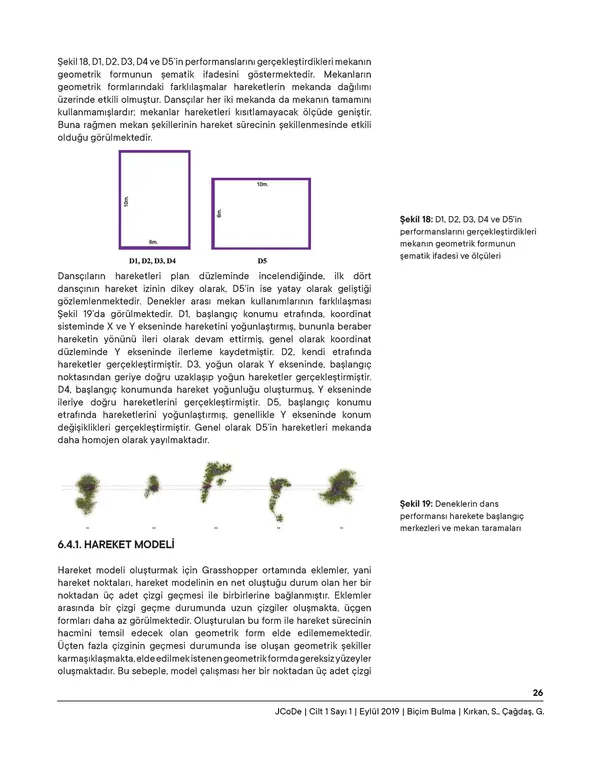 Şekil 18, D1, D2, D3, D4 ve D5'in performanslarını gerçekleştirdikleri mekanın
geometrik formunun şematik ifadesini göstermektedir. Mekanların
geometrik formlarındaki farklılaşmalar hareketlerin mekanda dağılımı
üzerinde etkili olmuştur. Dansçılar her iki mekanda da mekanın tamamını
kullanmamışlardır; mekanlar hareketleri kısıtlamayacak ölçüde geniştir.
Buna rağmen mekan şekillerinin hareket sürecinin şekillenmesinde etkili
olduğu görülmektedir.
10m.
6m.
D1, D2, D3, D4
10m.
6m.
D5
Şekil 18: D1, D2, D3, D4 ve D5'in
performanslarını gerçekleştirdikleri
mekanın geometrik formunun
şematik ifadesi ve ölçüleri
Dansçıların hareketleri plan düzleminde incelendiğinde, ilk dört
dansçının hareket izinin dikey olarak, D5'in ise yatay olarak geliştiği
gözlemlenmektedir. Denekler arası mekan kullanımlarının farklılaşması
Şekil 19'da görülmektedir. D1, başlangıç konumu etrafında, koordinat
sisteminde X ve Y ekseninde hareketini yoğunlaştırmış, bununla beraber
hareketin yönünü ileri olarak devam ettirmiş, genel olarak koordinat
düzleminde Y ekseninde ilerleme kaydetmiştir. D2, kendi etrafında
hareketler gerçekleştirmiştir. D3, yoğun olarak Y ekseninde, başlangıç
noktasından geriye doğru uzaklaşıp yoğun hareketler gerçekleştirmiştir.
D4, başlangıç konumunda hareket yoğunluğu oluşturmuş, Y ekseninde
ileriye doğru hareketlerini gerçekleştirmiştir. D5, başlangıç konumu
etrafında hareketlerini yoğunlaştırmış, genellikle Y ekseninde konum
değişiklikleri gerçekleştirmiştir. Genel olarak D5'in hareketleri mekanda
daha homojen olarak yayılmaktadır.
Şekil 19: Deneklerin dans
performansı harekete başlangıç
merkezleri ve mekan taramaları
6.4.1. HAREKET MODELİ
Hareket modeli oluşturmak için Grasshopper ortamında eklemler, yani
hareket noktaları, hareket modelinin en net oluştuğu durum olan her bir
noktadan üç adet çizgi geçmesi ile birbirlerine bağlanmıştır. Eklemler
arasında bir çizgi geçme durumunda uzun çizgiler oluşmakta, üçgen
formları daha az görülmektedir. Oluşturulan bu form ile hareket sürecinin
hacmini temsil edecek olan geometrik form elde edilememektedir.
Üçten fazla çizginin geçmesi durumunda ise oluşan geometrik şekiller
karmaşıklaşmakta, elde edilmek istenen geometrik formda gereksiz yüzeyler
oluşmaktadır. Bu sebeple, model çalışması her bir noktadan üç adet çizgi
26
JCoDe | Cilt 1 Sayı 1 | Eylül 2019 | Biçim Bulma | Kırkan, S., Çağdaş, G.